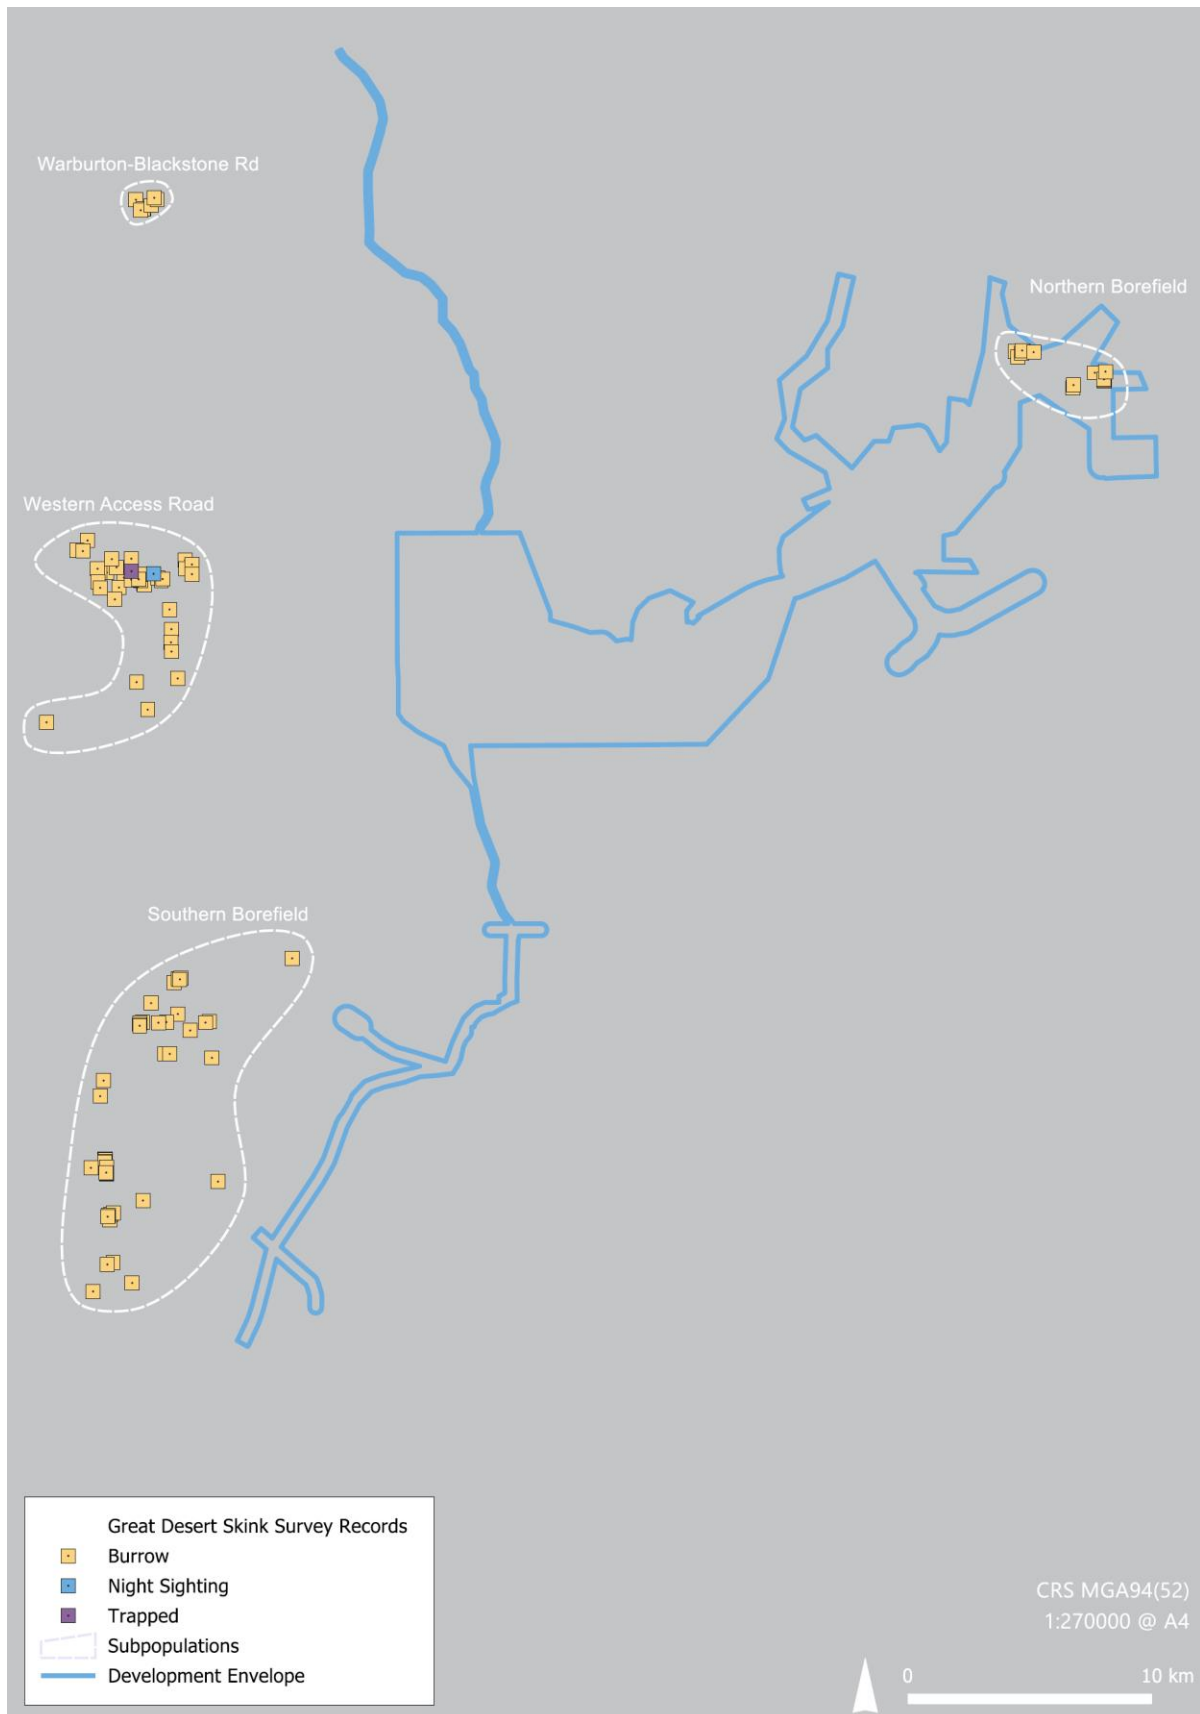 Warburton-Blackstone Rd
Northern Borefield
Western Access Road
Southern Borefield
Great Desert Skink Survey Records
Burrow
Night Sighting
Trapped
Subpopulations
Development Envelope
CRS MGA94(52)
1:270000 @ A4
0 10 km